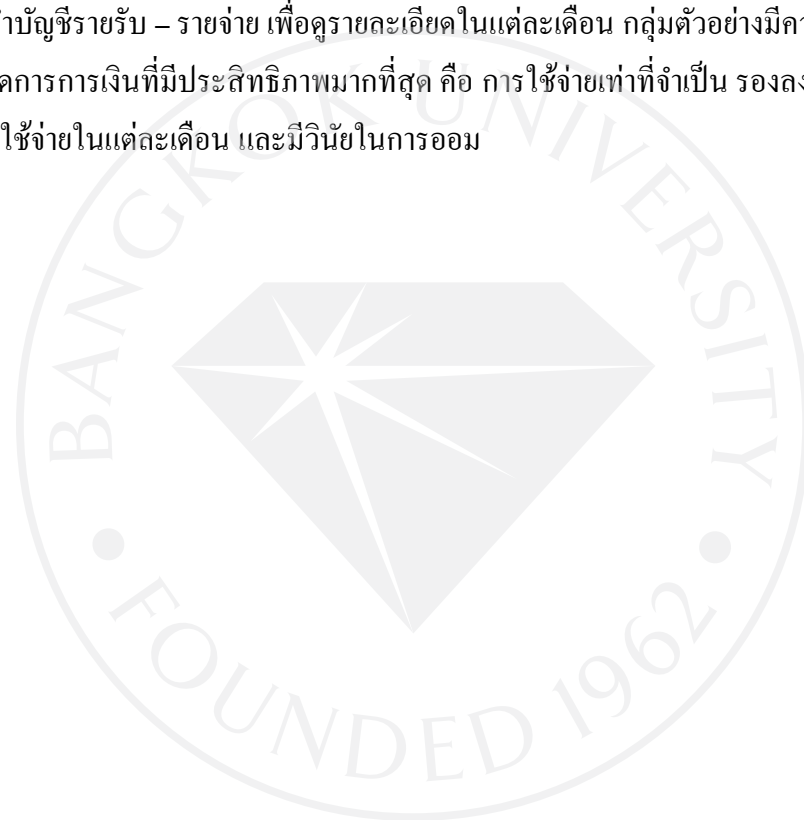 บัญชีรายรับ – รายจ่าย เพื่อดูรายละเอียดในแต่ละเดือน กลุ่มตัวอย่างมี
การการเงินที่มีประสิทธิภาพมากที่สุด คือ การใช้จ่ายเท่าที่จำเป็น
ใช้จ่ายในแต่ละเดือน และมีวินัยในการออม
BANGKOK UNIVERSITY
FOUNDED 1962